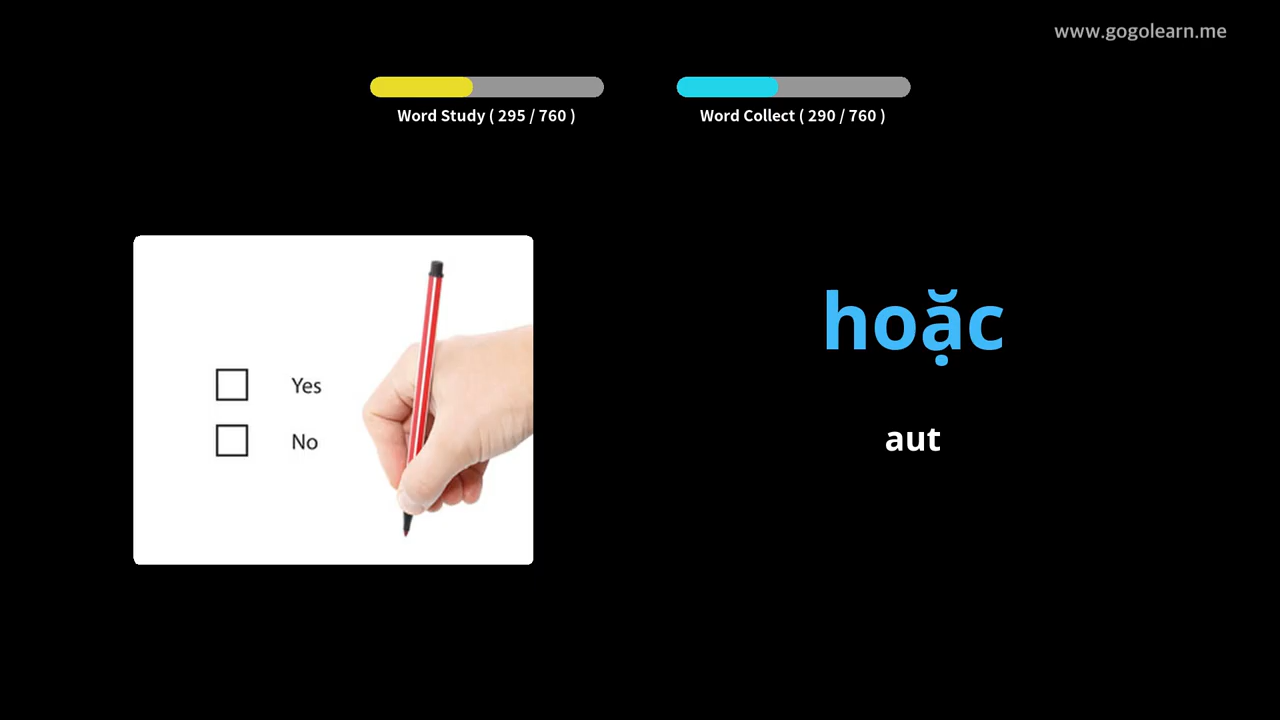 www.gogolearn.me
Word Study ( 295 / 760 )
Word Collect ( 290 / 760 )
Yes
No
hoặc
aut